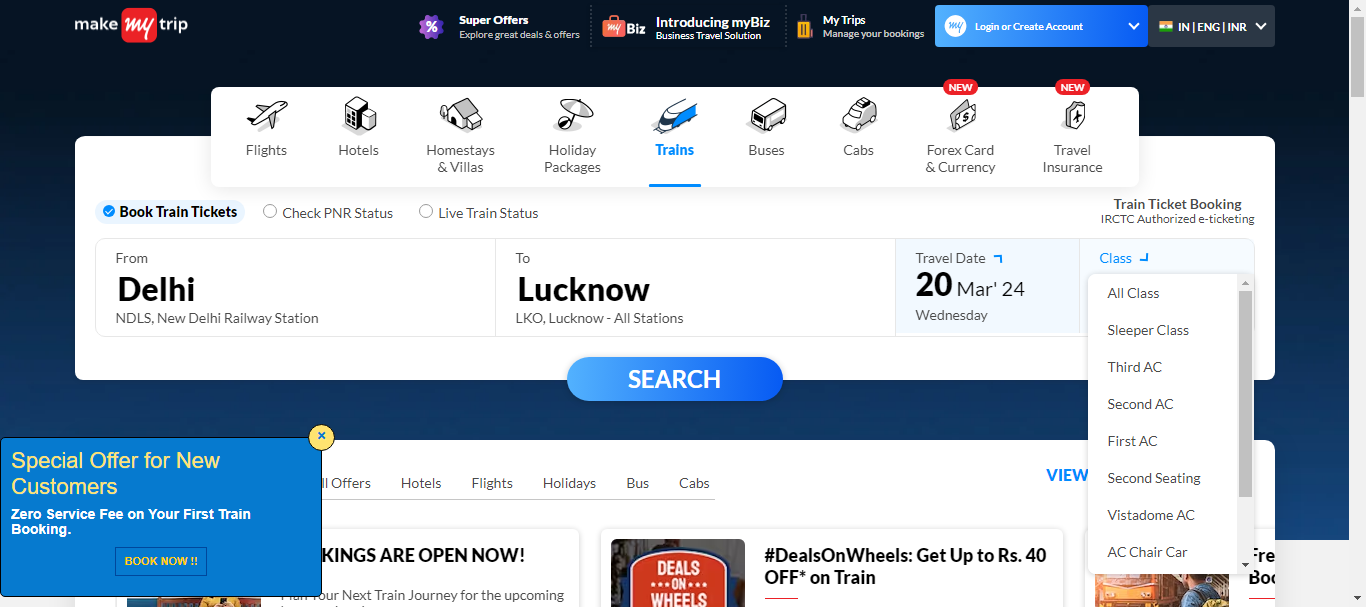 make my trip
Super Offers
Explore great deals & offers
my Biz
Introducing myBiz
Business Travel Solution
My Trips
Manage your bookings
my
Login or Create Account
IN | ENG | INR
NEW
NEW
Flights
Hotels
Homestays
& Villas
Holiday
Packages
Trains
Buses
Cabs
Forex Card
& Currency
Travel
Insurance
Book Train Tickets
Check PNR Status
Live Train Status
Train Ticket Booking
IRCTC Authorized e-ticketing
From
Delhi
NDLS, New Delhi Railway Station
To
Lucknow
LKO, Lucknow - All Stations
Travel Date
20 Mar' 24
Wednesday
Class
All Class
Sleeper Class
Third AC
Second AC
First AC
Second Seating
Vistadome AC
AC Chair Car
SEARCH
Special Offer for New
Customers
Zero Service Fee on Your First Train
Booking.
BOOK NOW !!
ll Offers
Hotels
Flights
Holidays
Bus
Cabs
VIEW
KINGS ARE OPEN NOW!
Plan Your Next Train Journey for the upcoming
DEALS
ON
WHEELS
#DealsOnWheels: Get Up to Rs. 40
OFF* on Train
Fre
Boo